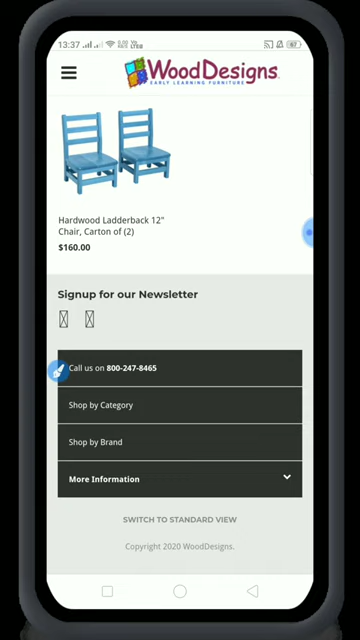 13:37
WoodDesigns.
EARLY LEARNING FURNITURE
Hardwood Ladderback 12"
Chair, Carton of (2)
$160.00
Signup for our Newsletter
Call us on 800-247-8465
Shop by Category
Shop by Brand
More Information
SWITCH TO STANDARD VIEW
Copyright 2020 WoodDesigns.